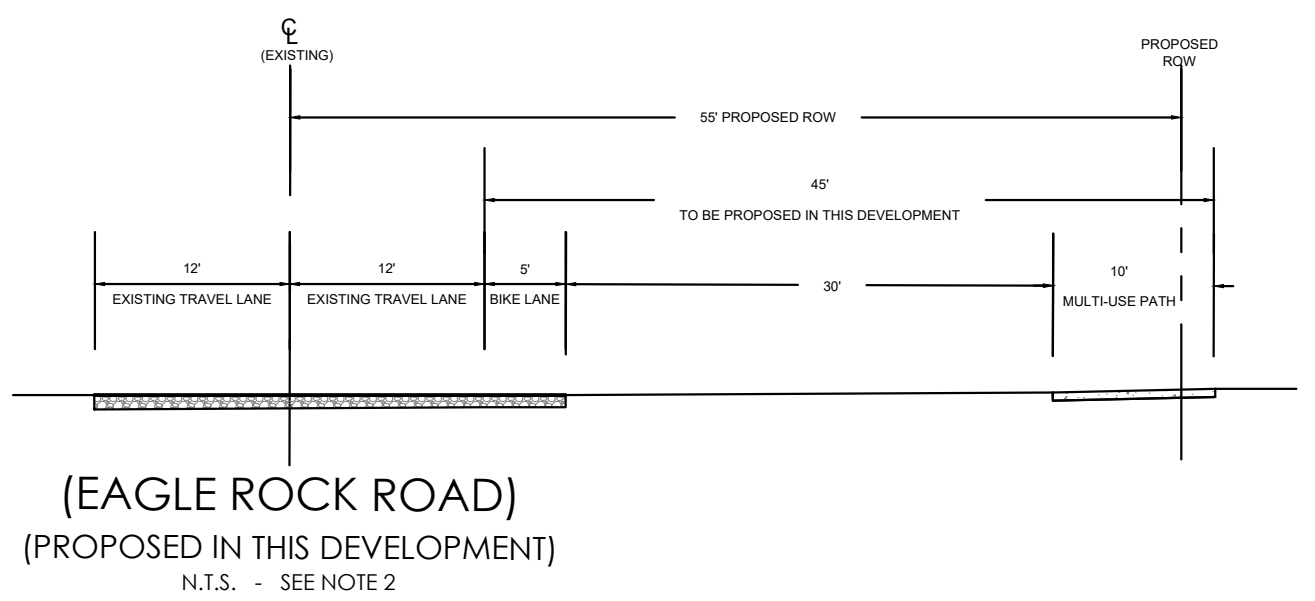 ℄
(EXISTING)
PROPOSED
ROW
55' PROPOSED ROW
45'
TO BE PROPOSED IN THIS DEVELOPMENT
12'
EXISTING TRAVEL LANE
12'
EXISTING TRAVEL LANE
5'
BIKE LANE
30'
10'
MULTI-USE PATH
(EAGLE ROCK ROAD)
(PROPOSED IN THIS DEVELOPMENT)
N.T.S. - SEE NOTE 2